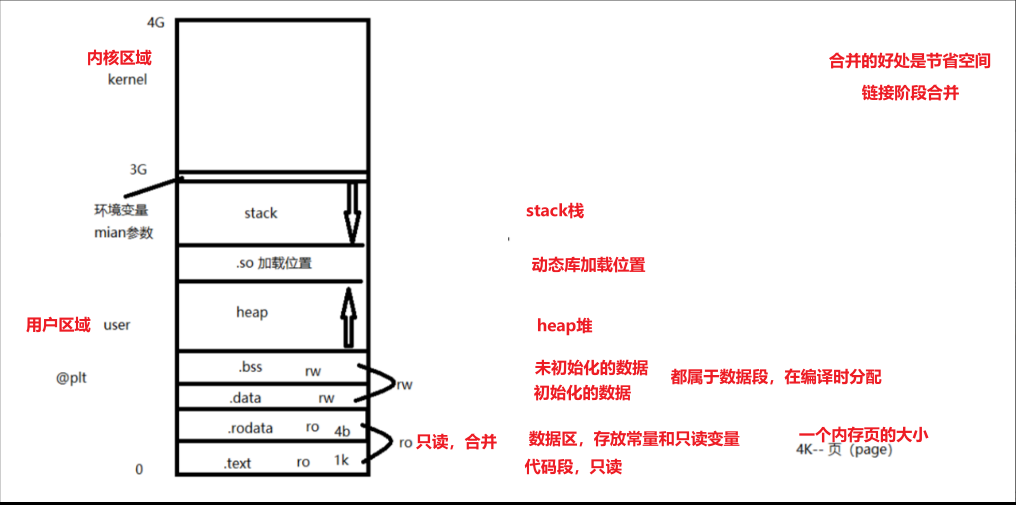 4G
内核区域
kernel
合并的好处是节省空间
链接阶段合并
3G
环境变量
mian参数
stack
stack栈
.so 加载位置
动态库加载位置
heap
heap堆
用户区域 user
@plt
.bss rw
未初始化的数据
rw
都属于数据段，在编译时分配
.data rw
初始化的数据
.rodata ro 4b
ro 只读，合并
数据区，存放常量和只读变量
一个内存页的大小
4K-- 页（page）
.text ro 1k
代码段，只读
0